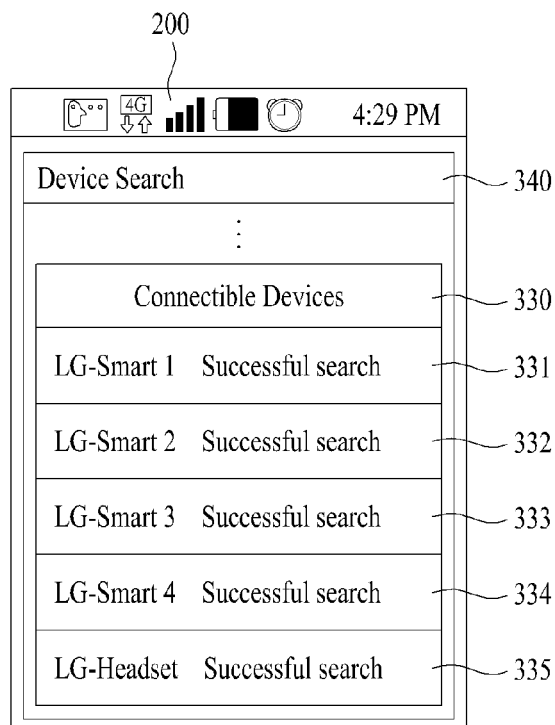 200
4G
4:29 PM
Device Search
340
Connectible Devices
330
LG-Smart 1 Successful search
331
LG-Smart 2 Successful search
332
LG-Smart 3 Successful search
333
LG-Smart 4 Successful search
334
LG-Headset Successful search
335